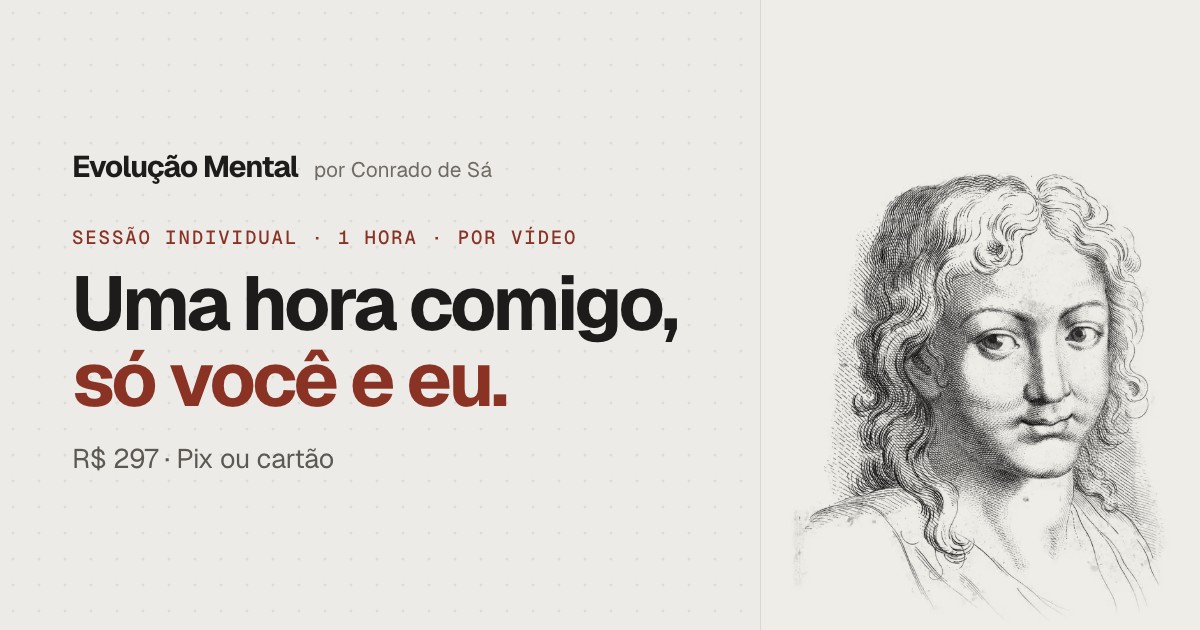 Evolução Mental por Conrado de Sá
SESSÃO INDIVIDUAL · 1 HORA · POR VÍDEO
Uma hora comigo,
só você e eu.
R$ 297 · Pix ou cartão